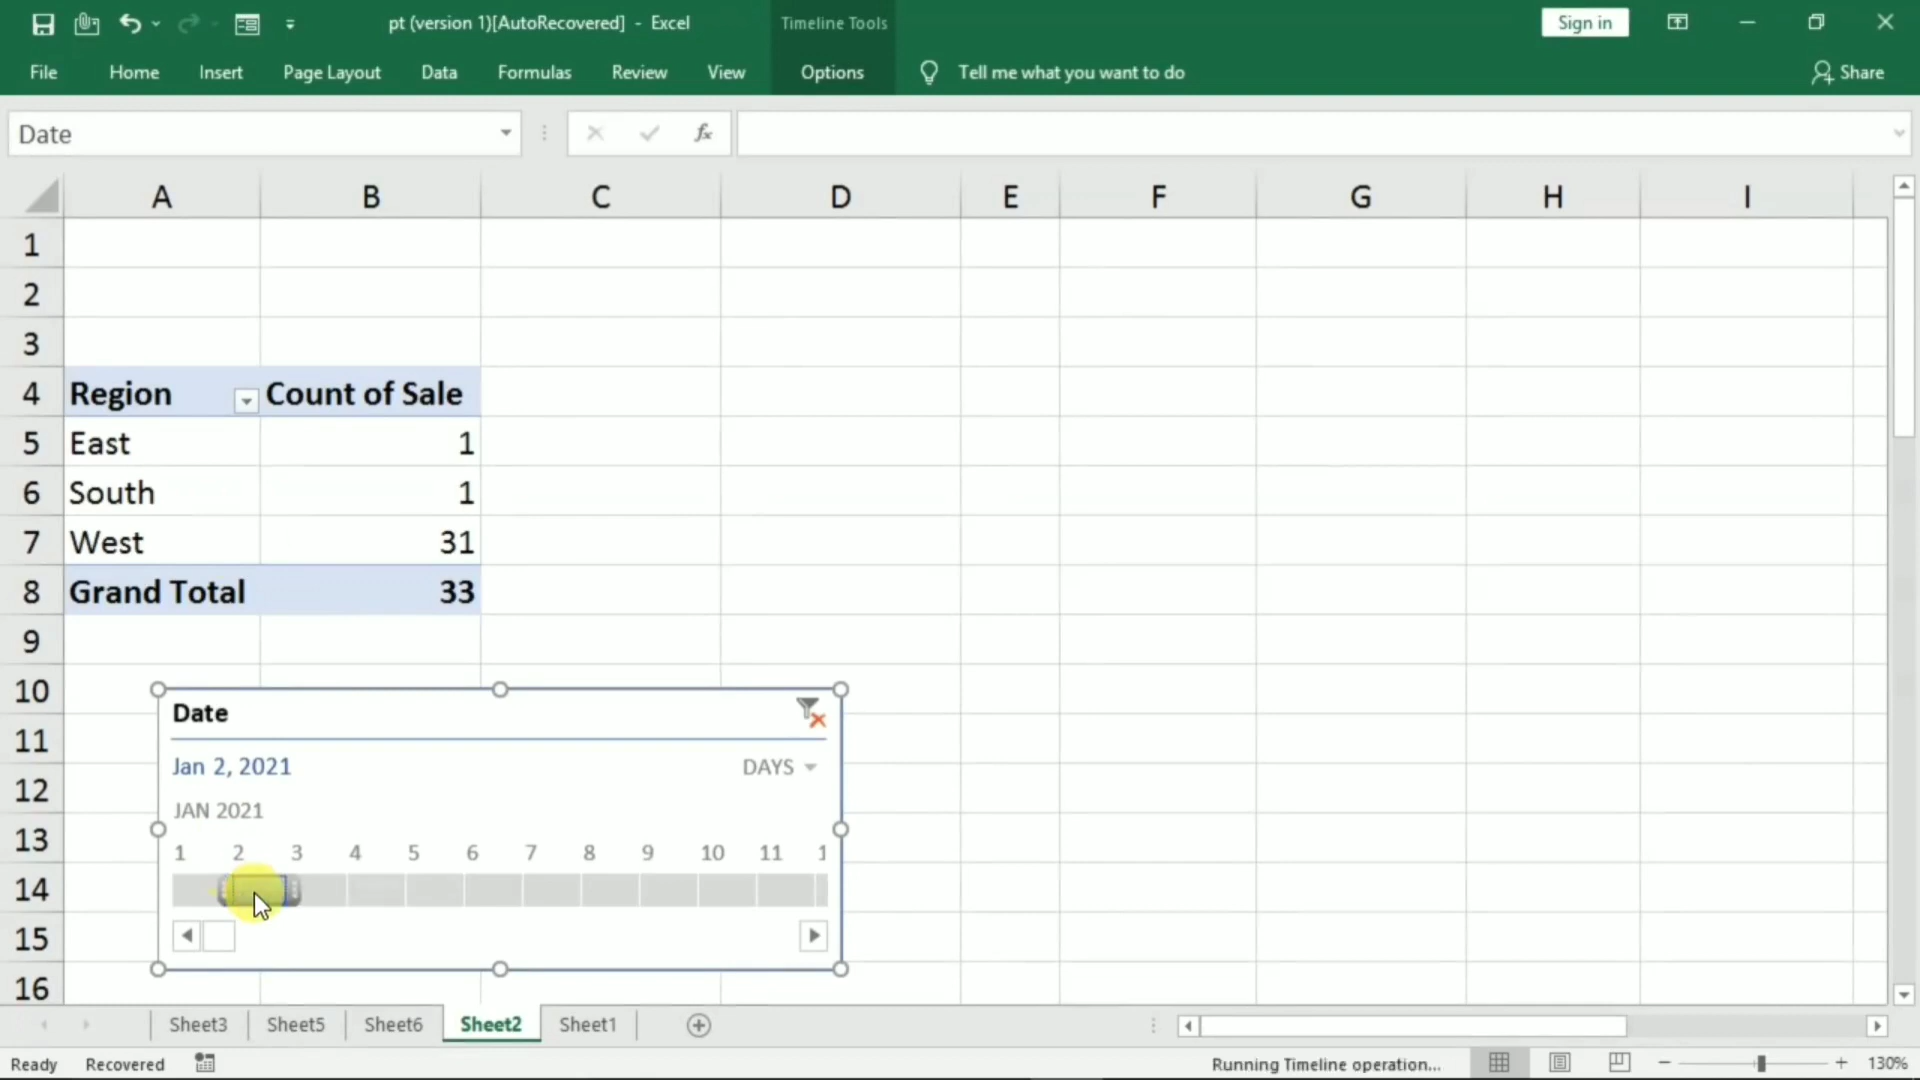 pt (version 1)[AutoRecovered] - Excel
Timeline Tools
Sign in
File Home Insert Page Layout Data Formulas Review View Options Tell me what you want to do Share
Date
fx
A B C D E F G H I
1
2
3
4 Region Count of Sale
5 East 1
6 South 1
7 West 31
8 Grand Total 33
9
10
11
12
13
14
15
16
Date
Jan 2, 2021 DAYS
JAN 2021
1 2 3 4 5 6 7 8 9 10 11 1
Sheet3 Sheet5 Sheet6 Sheet2 Sheet1
Ready Recovered Running Timeline operation... 130%